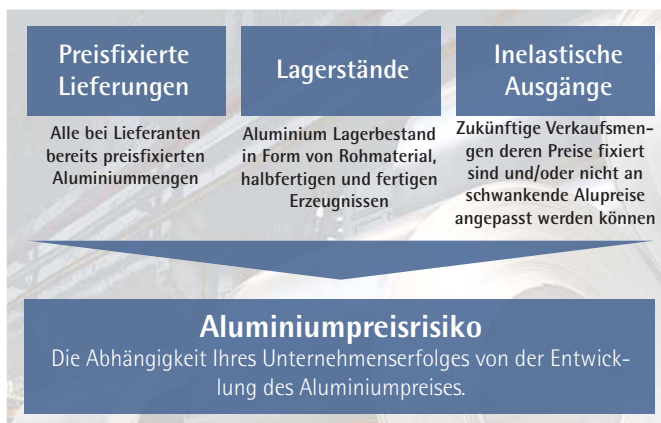 Preisfixierte
Lieferungen
Alle bei Lieferanten
bereits preisfixierten
Aluminiummengen
Lagerstände
Aluminium Lagerbestand
in Form von Rohmaterial,
halbfertigen und fertigen
Erzeugnissen
Inelastische
Ausgänge
Zukünftige Verkaufsmen-
gen deren Preise fixiert
sind und/oder nicht an
schwankende Alupreise
angepasst werden können
Aluminiumpreisrisiko
Die Abhängigkeit Ihres Unternehmenserfolges von der Entwick-
lung des Aluminiumpreises.